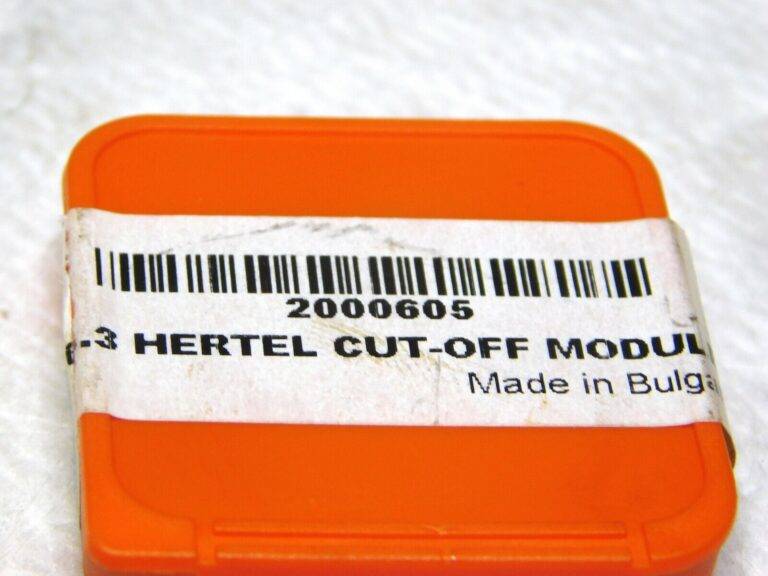 2000605
-3 HERTEL CUT-OFF MODUL
Made in Bulga